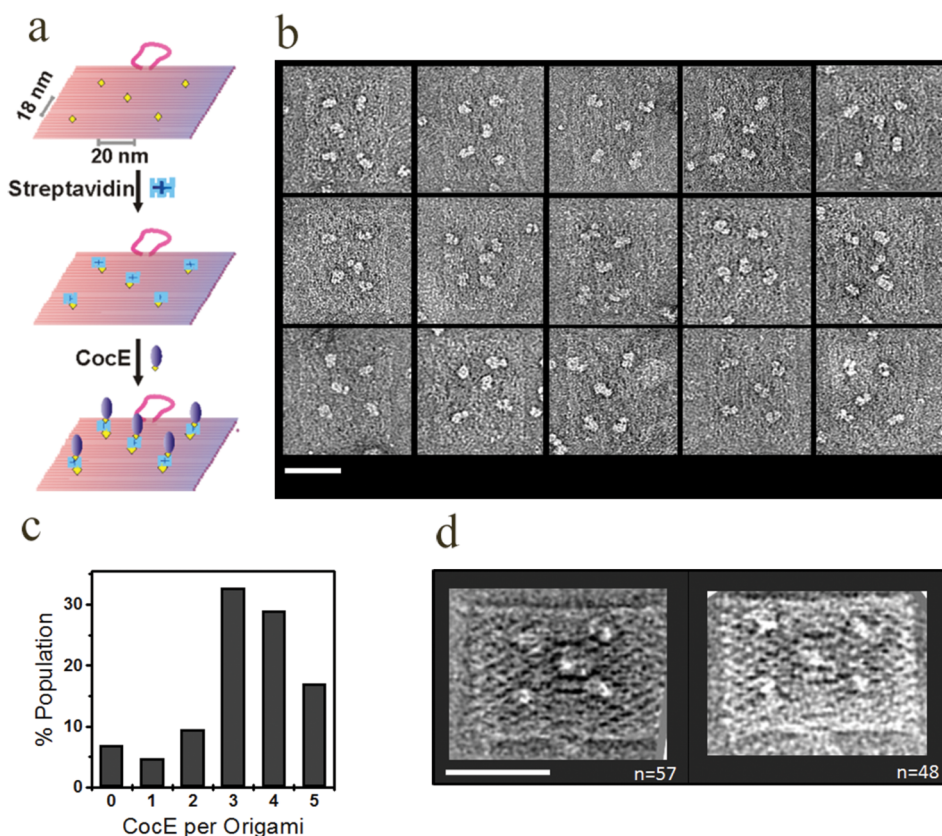 a
18 nm
20 nm
Streptavidin
CocE
b
c
% Population
30
20
10
0
0 1 2 3 4 5
CocE per Origami
d
n=57
n=48